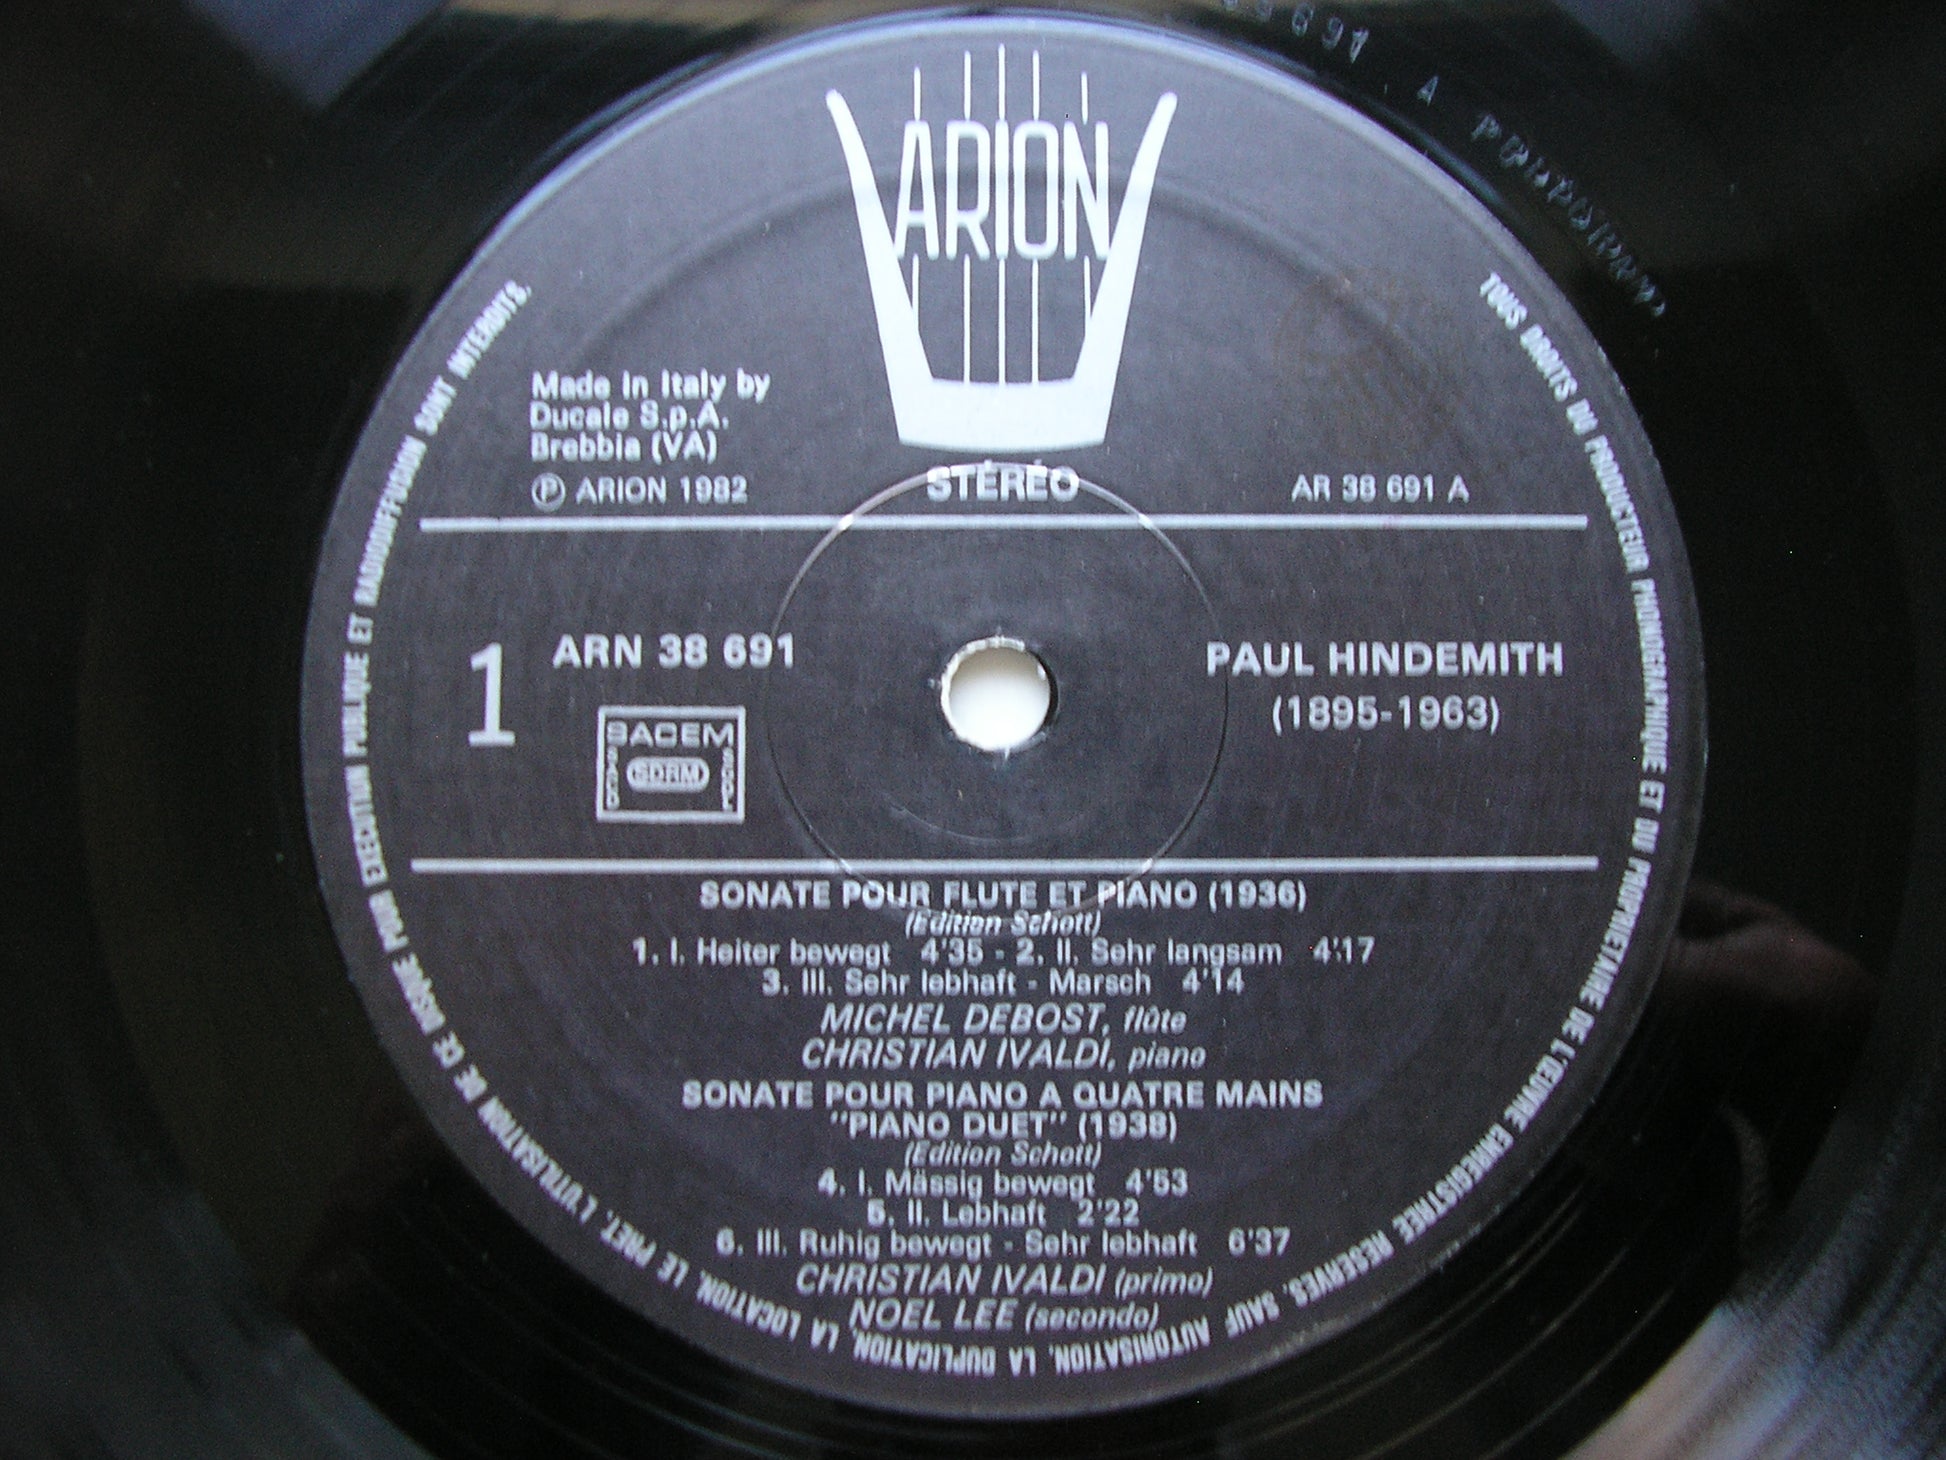 ARION
Made in Italy by
Ducale S.p.A.
Brebbia (VA)
Ⓟ ARION 1982
STÉRÉO
AR 38 691 A
1
ARN 38 691
SACEM
SACD
SDRM
SGDL
PAUL HINDEMITH
(1895-1963)
SONATE POUR FLUTE ET PIANO (1936)
(Edition Schott)
1. I. Heiter bewegt 4'35 - 2. II. Sehr langsam 4'17
3. III. Sehr lebhaft - Marsch 4'14
MICHEL DEBOST, flûte
CHRISTIAN IVALDI, piano
SONATE POUR PIANO A QUATRE MAINS
"PIANO DUET" (1938)
(Edition Schott)
4. I. Mässig bewegt 4'53
5. II. Lebhaft 2'22
6. III. Ruhig bewegt - Sehr lebhaft 6'37
CHRISTIAN IVALDI (primo)
NOEL LEE (secondo)
TOUS DROITS DU PRODUCTEUR PHONOGRAPHIQUE ET DU PROPRIETAIRE DE L'ŒUVRE ENREGISTREE RESERVES. SAUF AUTORISATION, LA DUPLICATION, LA LOCATION, LE PRET, L'UTILISATION DE CE DISQUE POUR EXECUTION PUBLIQUE ET RADIODIFFUSION SONT INTERDITS.
691 A